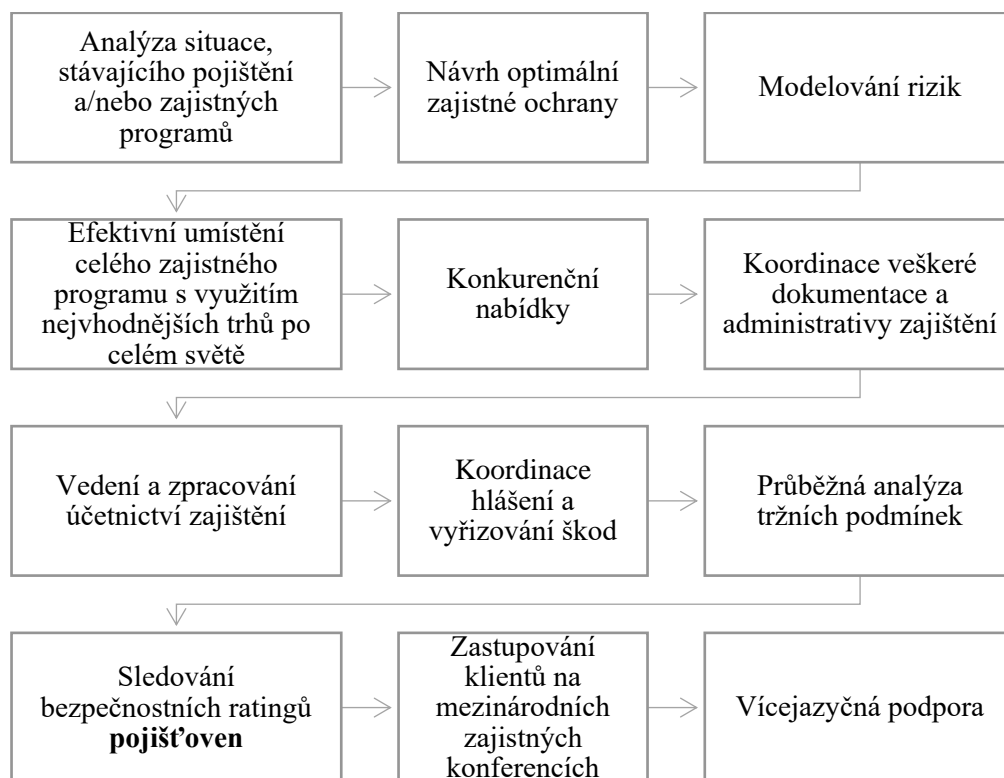 Analýza situace,
stávajícího pojištění
a/nebo zajistných
programů
Návrh optimální
zajistné ochrany
Modelování rizik
Efektivní umístění
celého zajistného
programu s využitím
nejvhodnějších trhů po
celém světě
Konkurenční
nabídky
Koordinace veškeré
dokumentace a
administrativy zajištění
Vedení a zpracování
účetnictví zajištění
Koordinace
hlášení a
vyřizování škod
Průběžná analýza
tržních podmínek
Sledování
bezpečnostních ratingů
pojišťoven
Zastupování
klientů na
mezinárodních
zajistných
konferencích
Vícejazyčná podpora